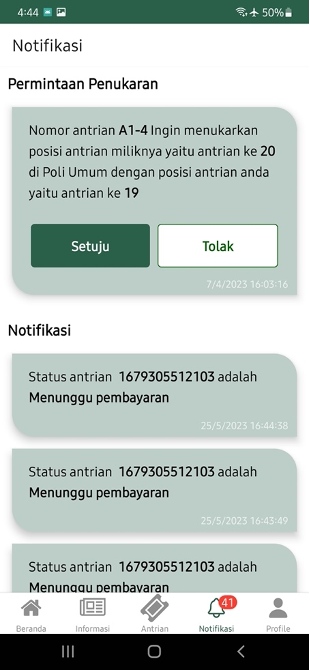 4:44
50%
Notifikasi
Permintaan Penukaran
Nomor antrian A1-4 Ingin menukarkan
posisi antrian miliknya yaitu antrian ke 20
di Poli Umum dengan posisi antrian anda
yaitu antrian ke 19
Setuju
Tolak
7/4/2023 16:03:16
Notifikasi
Status antrian 1679305512103 adalah
Menunggu pembayaran
25/5/2023 16:44:38
Status antrian 1679305512103 adalah
Menunggu pembayaran
25/5/2023 16:43:49
Status antrian 1679305512103 adalah
Menunggu pembayaran
41
Beranda
Informasi
Antrian
Notifikasi
Profile